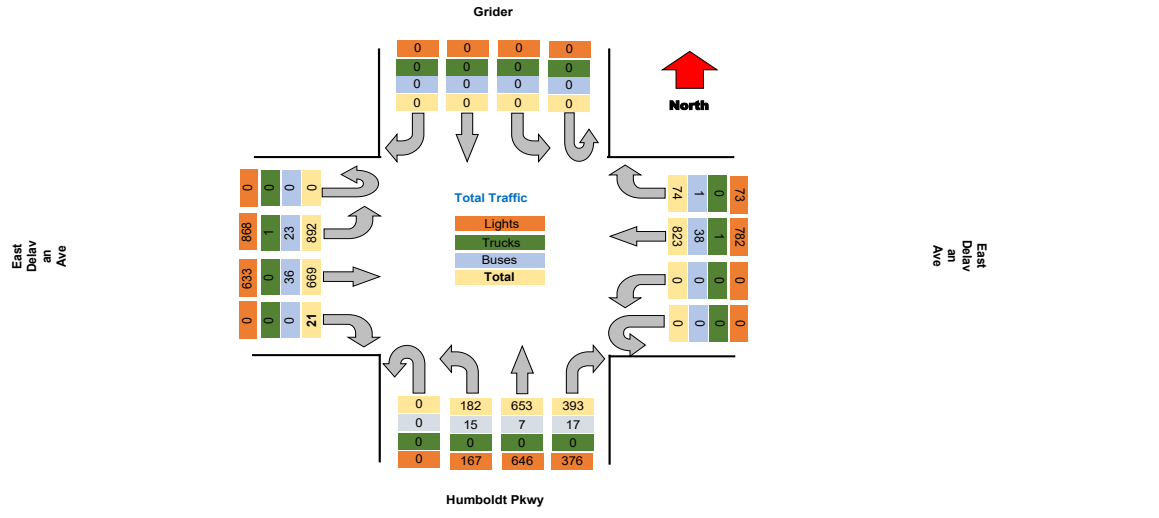 Grider
0 0 0 0
0 0 0 0
0 0 0 0
0 0 0 0
North
East
Delav
an
Ave
0 0 0 0
868 1 23 892
633 0 36 669
0 0 0 21
Total Traffic
Lights
Trucks
Buses
Total
74 1 0 73
823 38 1 782
0 0 0 0
0 0 0 0
East
Delav
an
Ave
0 182 653 393
0 15 7 17
0 0 0 0
0 167 646 376
Humboldt Pkwy